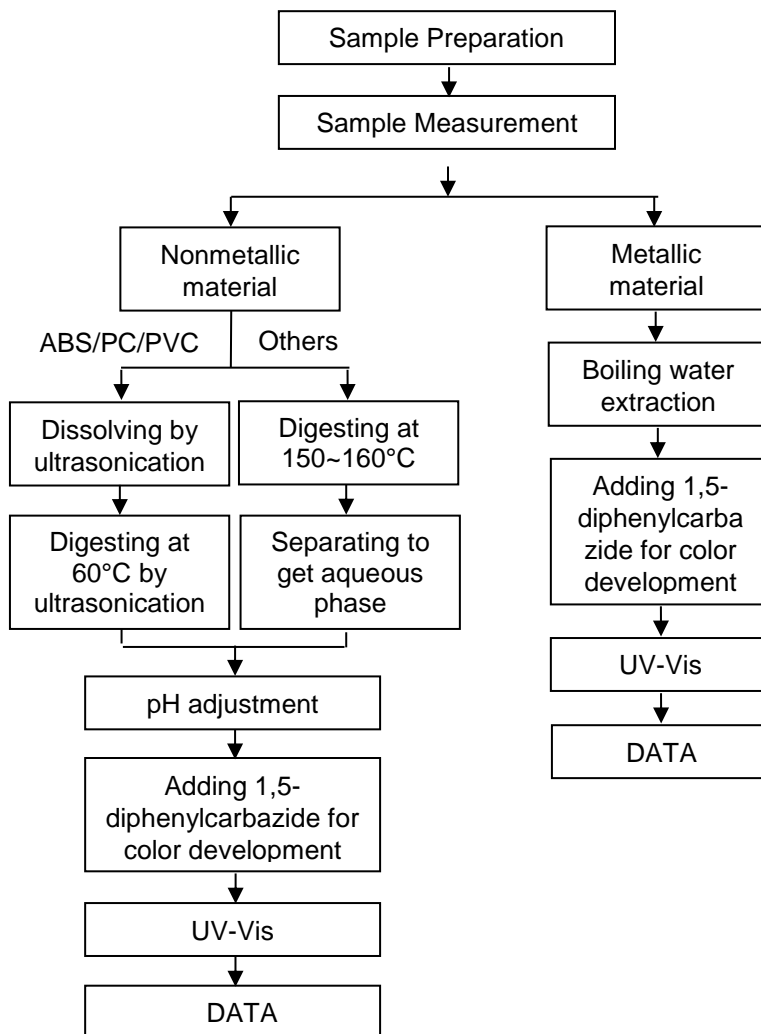 Sample Preparation
Sample Measurement
Nonmetallic
material
Metallic
material
ABS/PC/PVC
Others
Boiling water
extraction
Dissolving by
ultrasonication
Digesting at
150~160°C
Adding 1,5-
diphenylcarba
zide for color
development
Digesting at
60°C by
ultrasonication
Separating to
get aqueous
phase
UV-Vis
pH adjustment
DATA
Adding 1,5-
diphenylcarbazide for
color development
UV-Vis
DATA